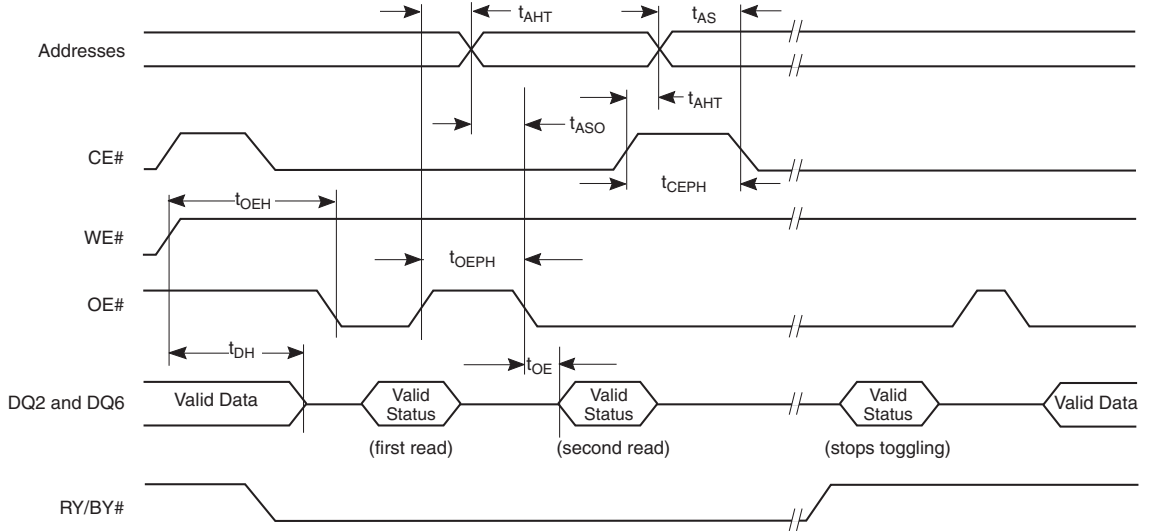 tAHT
tAS
Addresses
tAHT
tASO
CE#
tCEPH
tOEH
WE#
tOEPH
OE#
tDH
tOE
DQ2 and DQ6
Valid Data
Valid
Status
Valid
Status
Valid
Status
Valid Data
(first read)
(second read)
(stops toggling)
RY/BY#